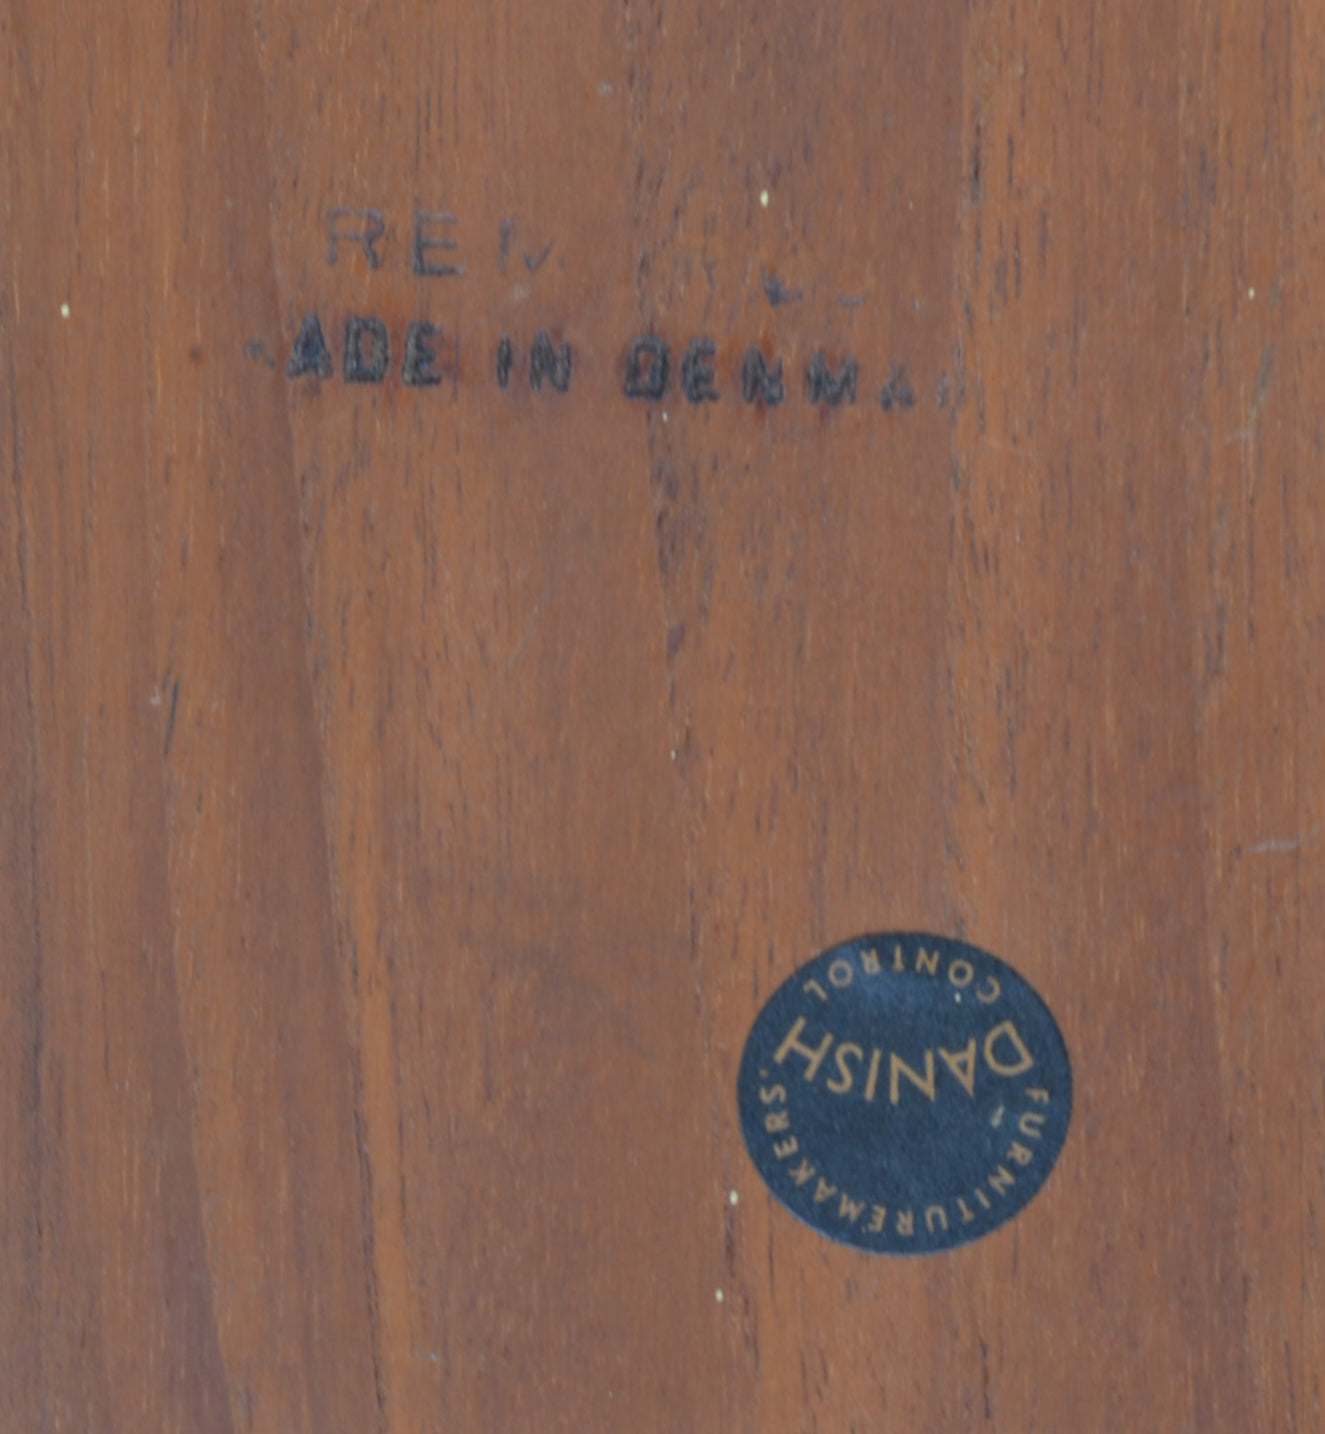 ADE IN DENMA
DANISH
FURNITUREMAKERS'
CONTROL